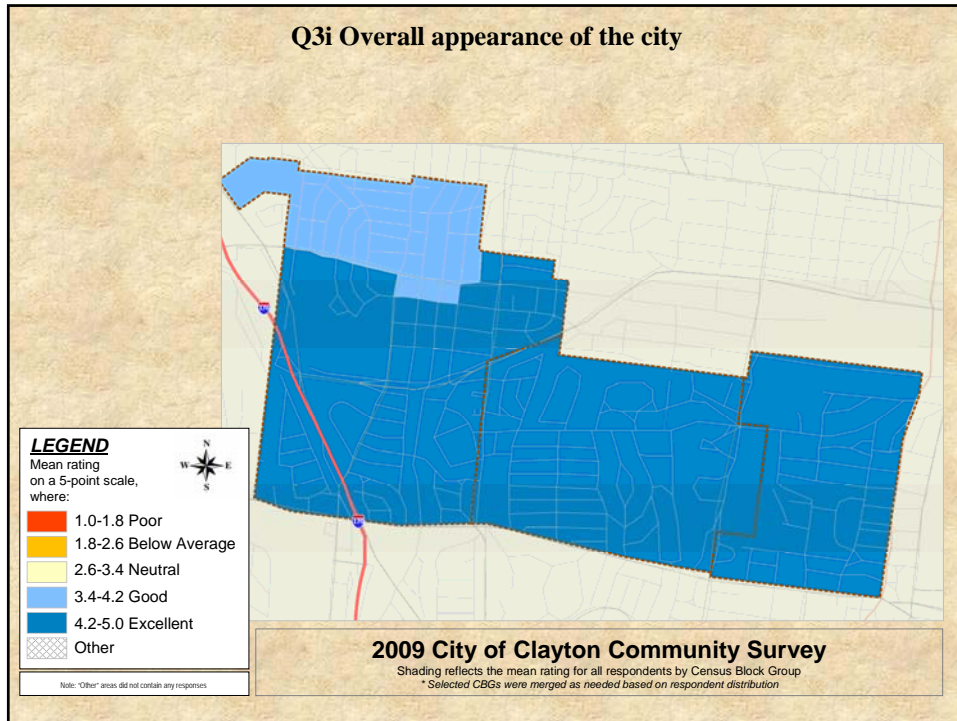 Q3i Overall appearance of the city
LEGEND
Mean rating
on a 5-point scale,
where:
N
W
E
S
1.0-1.8 Poor
1.8-2.6 Below Average
2.6-3.4 Neutral
3.4-4.2 Good
4.2-5.0 Excellent
Other
Note: "Other" areas did not contain any responses
2009 City of Clayton Community Survey
Shading reflects the mean rating for all respondents by Census Block Group
* Selected CBGs were merged as needed based on respondent distribution